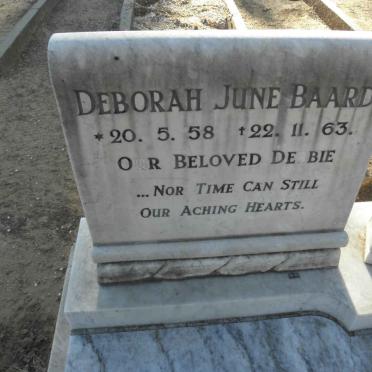 DEBORAH JUNE BAARD
* 20. 5. 58 † 22. 11. 63.
O R BELOVED DE BIE
... NOR TIME CAN STILL
OUR ACHING HEARTS.